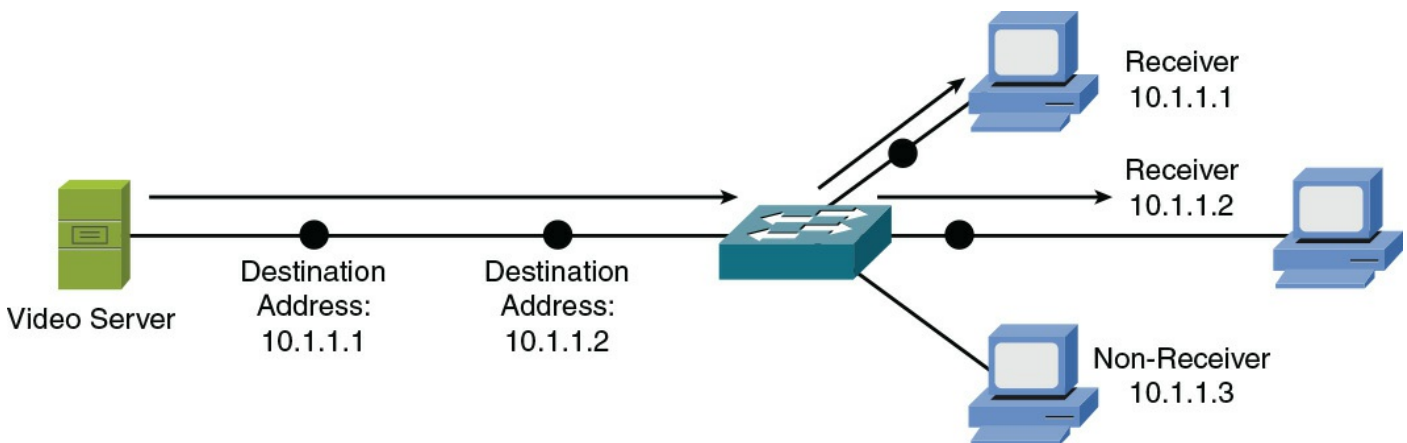 Receiver
10.1.1.1
Receiver
10.1.1.2
Video Server
Destination
Address:
10.1.1.1
Destination
Address:
10.1.1.2
Non-Receiver
10.1.1.3